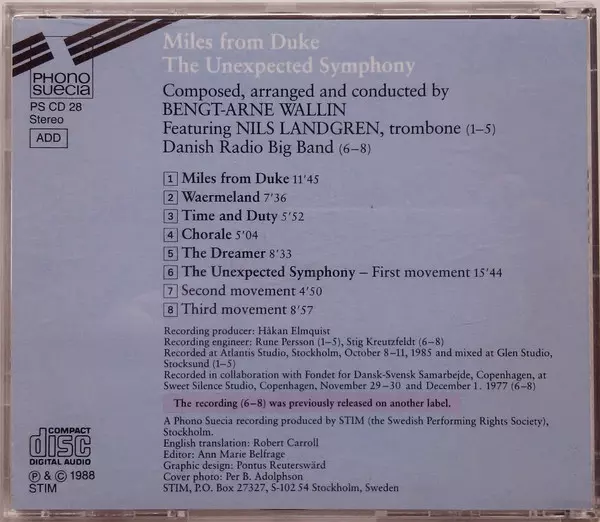 Miles from Duke
The Unexpected Symphony
PHONO
SUECIA
PS CD 28
Stereo
ADD
Composed, arranged and conducted by
BENGT-ARNE WALLIN
Featuring NILS LANDGREN, trombone (1–5)
Danish Radio Big Band (6–8)
1 Miles from Duke 11'45
2 Waermeland 7'36
3 Time and Duty 5'52
4 Chorale 5'04
5 The Dreamer 8'33
6 The Unexpected Symphony – First movement 15'44
7 Second movement 4'50
8 Third movement 8'57
Recording producer: Håkan Elmquist
Recording engineer: Rune Persson (1–5), Stig Kreutzfeldt (6–8)
Recorded at Atlantis Studio, Stockholm, October 8–11, 1985 and mixed at Glen Studio,
Stocksund (1–5)
Recorded in collaboration with Fondet for Dansk-Svensk Samarbejde, Copenhagen, at
Sweet Silence Studio, Copenhagen, November 29–30 and December 1. 1977 (6–8)
The recording (6–8) was previously released on another label.
A Phono Suecia recording produced by STIM (the Swedish Performing Rights Society),
Stockholm.
English translation: Robert Carroll
Editor: Ann Marie Belfrage
Graphic design: Pontus Reuterswärd
Cover photo: Per B. Adolphson
STIM, P.O. Box 27327, S-102 54 Stockholm, Sweden
COMPACT
disc
DIGITAL AUDIO
Ⓟ & © 1988
STIM